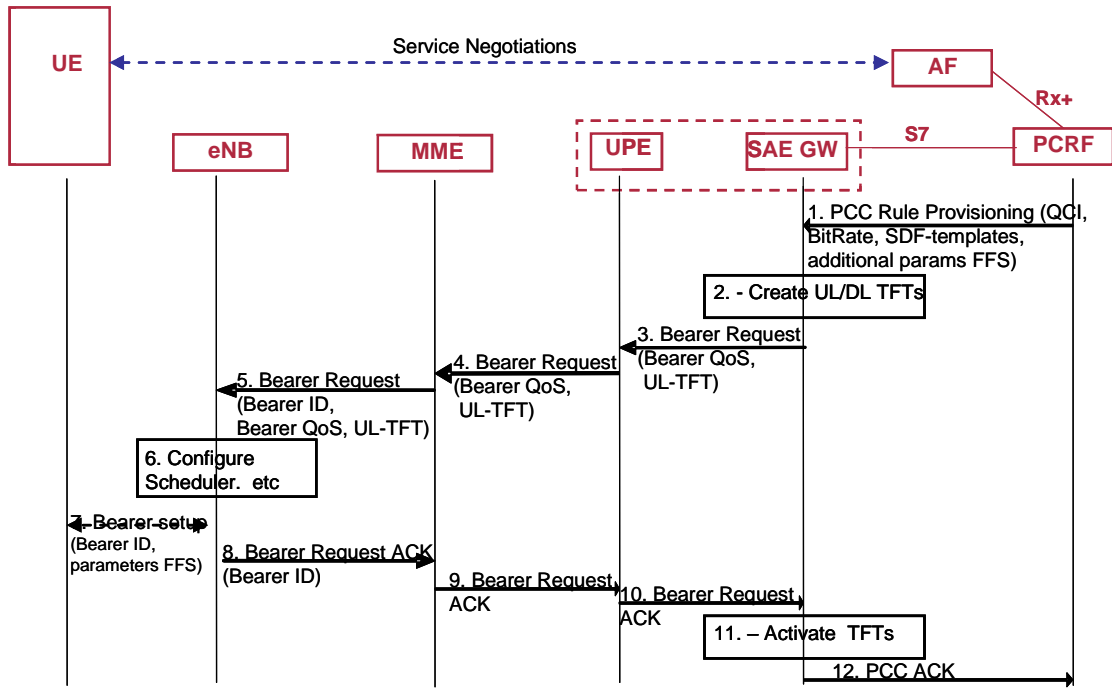 Service Negotiations
UE
AF
Rx+
eNB
MME
UPE
SAE GW
S7
PCRF
1. PCC Rule Provisioning (QCI,
BitRate, SDF-templates,
additional params FFS)
2. - Create UL/DL TFTs
3. Bearer Request
(Bearer QoS,
UL-TFT)
4. Bearer Request
(Bearer QoS,
UL-TFT)
5. Bearer Request
(Bearer ID,
Bearer QoS, UL-TFT)
6. Configure
Scheduler. etc
7. Bearer setup
(Bearer ID,
parameters FFS)
8. Bearer Request ACK
(Bearer ID)
9. Bearer Request
ACK
10. Bearer Request
ACK
11. – Activate TFTs
12. PCC ACK